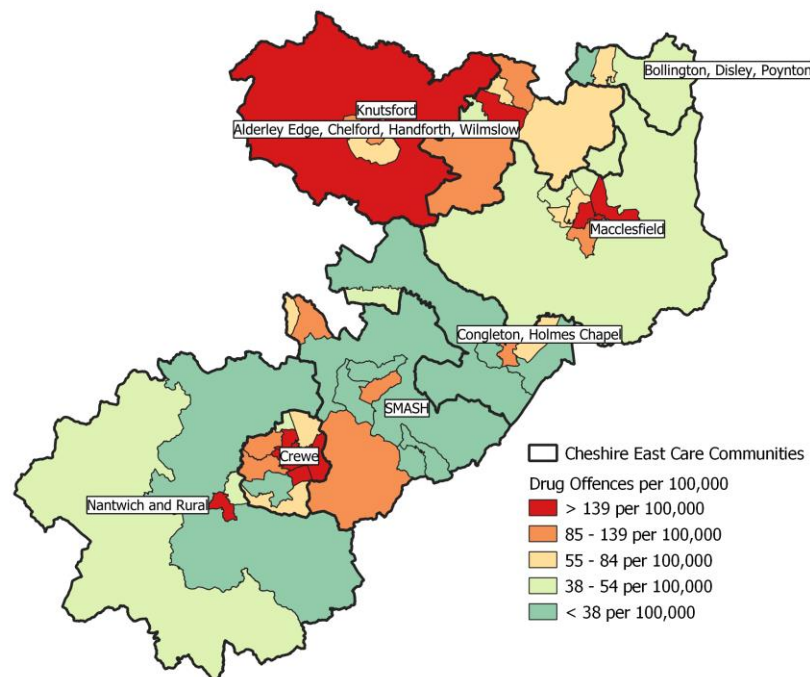 Bollington, Disley, Poynton
Knutsford
Alderley Edge, Chelford, Handforth, Wilmslow
Macclesfield
Congleton, Holmes Chapel
SMASH
Crewe
Nantwich and Rural
Cheshire East Care Communities
Drug Offences per 100,000
> 139 per 100,000
85 - 139 per 100,000
55 - 84 per 100,000
38 - 54 per 100,000
< 38 per 100,000